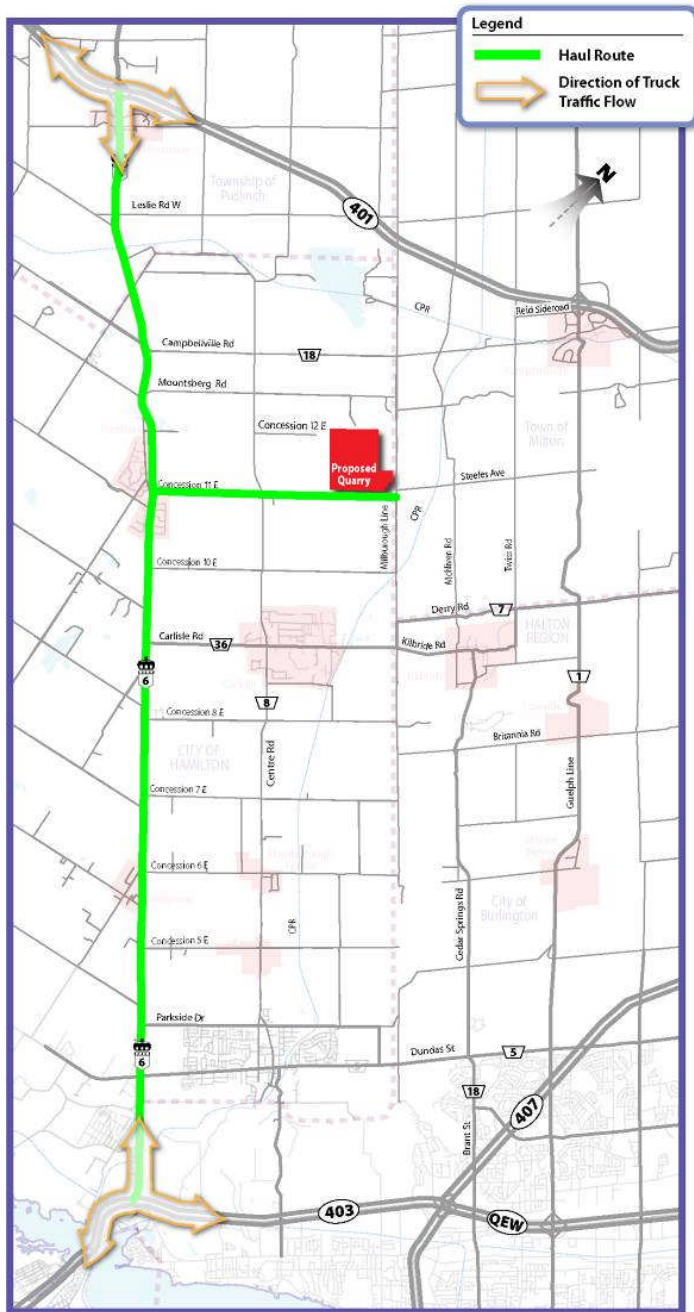 Legend
Haul Route
Direction of Truck
Traffic Flow
N
Township of
Puslinch
Leslie Rd W
401
CPR
Reid Sideroad
Campbellville Rd
18
Mountsberg Rd
Concession 12 E
Town of
Milton
Proposed
Quarry
Steeles Ave
Concession 11 E
CPR
Milburough Line
McNiven Rd
Twiss Rd
Concession 10 E
Derry Rd
7
HALTON
REGION
Carlisle Rd
36
Kilbride Rd
6
8
1
Concession 8 E
CITY OF
HAMILTON
Centre Rd
Britannia Rd
Guelph Line
Concession 7 E
Concession 6 E
City of
Burlington
Cedar Springs Rd
CPR
Concession 5 E
Parkside Dr
6
Dundas St
5
18
407
Brant St
403
QEW